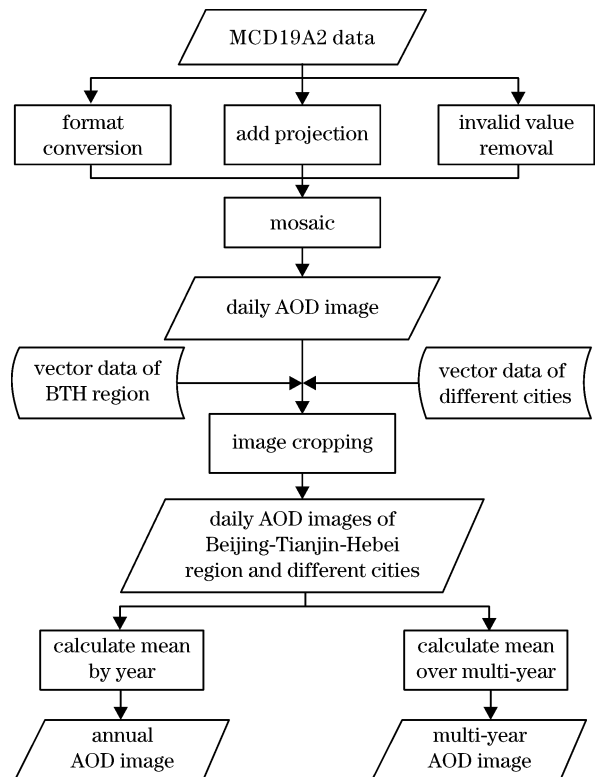 MCD19A2 data
format
conversion
add projection
invalid value
removal
mosaic
daily AOD image
vector data of
BTH region
vector data of
different cities
image cropping
daily AOD images of
Beijing-Tianjin-Hebei
region and different cities
calculate mean
by year
calculate mean
over multi-year
annual
AOD image
multi-year
AOD image